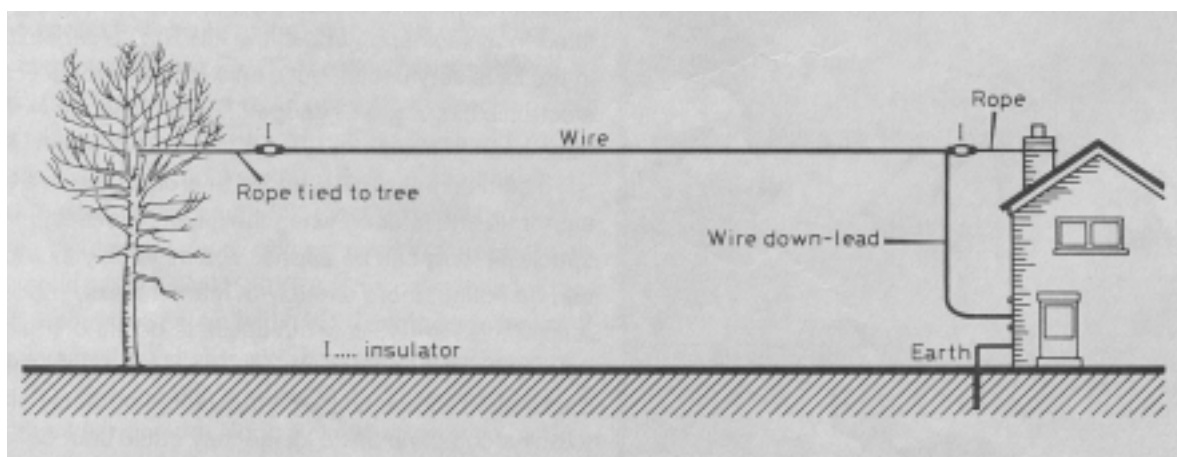 I
Wire
I
Rope
Rope tied to tree
Wire down-lead
I.... insulator
Earth